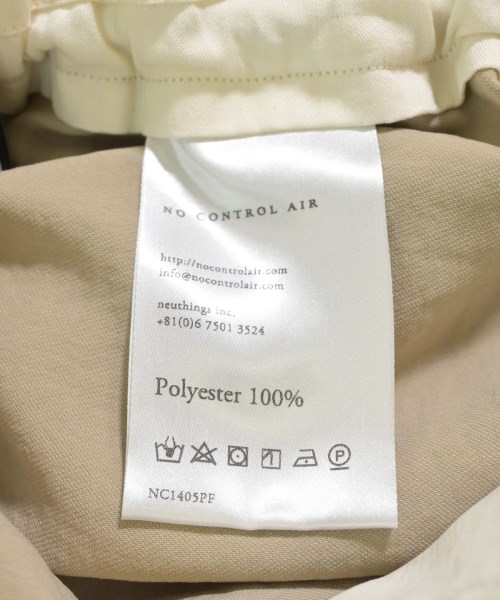 NO CONTROL AIR
http://nocontrolair.com
info@nocontrolair.com
neuthings inc.
+81(0)6 7501 3524
Polyester 100%
P
NC1405PF